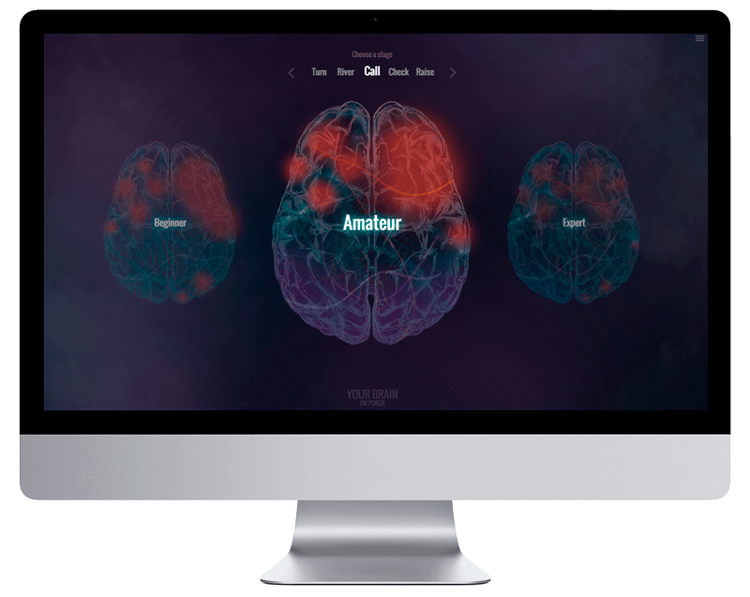 Choose a stage
Turn River Call Check Raise
Beginner
Amateur
Expert
YOUR BRAIN
ON POKER